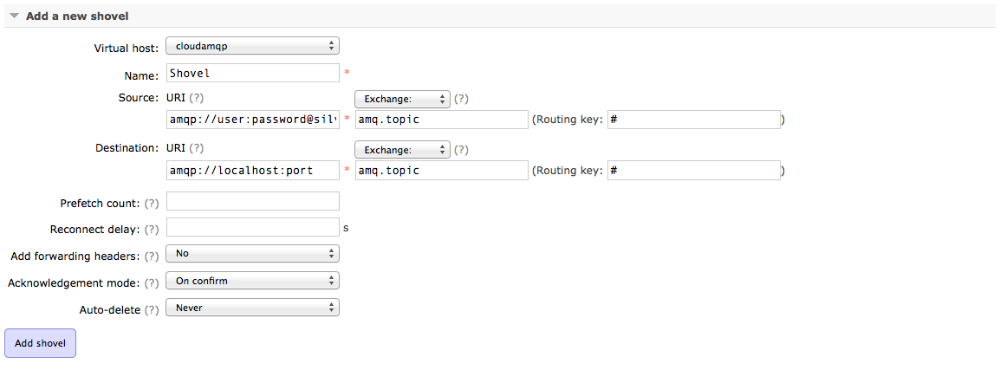 Add a new shovel
Virtual host: cloudamqp
Name: Shovel *
Source: URI (?) Exchange: (?)
amqp://user:password@silv * amq.topic (Routing key: # )
Destination: URI (?) Exchange: (?)
amqp://localhost:port * amq.topic (Routing key: # )
Prefetch count: (?)
Reconnect delay: (?) s
Add forwarding headers: (?) No
Acknowledgement mode: (?) On confirm
Auto-delete (?) Never
Add shovel